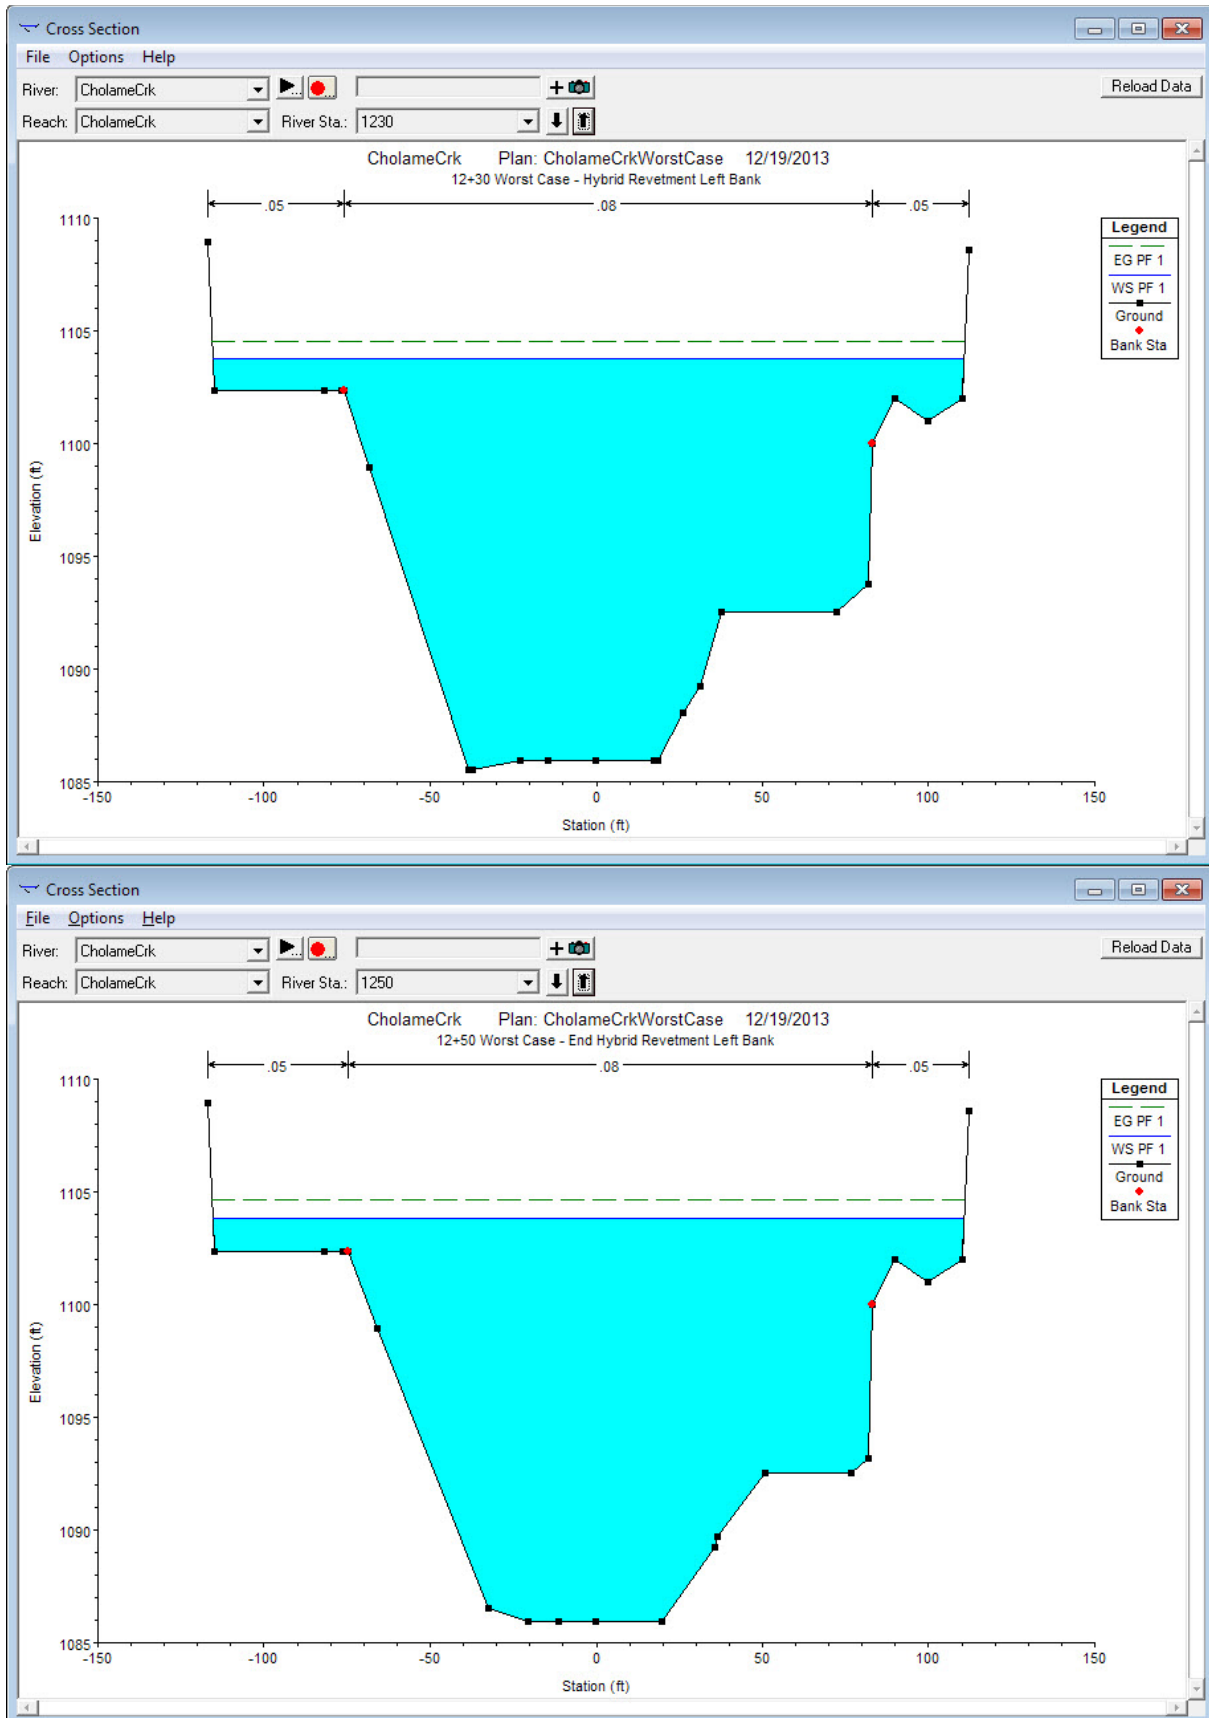 Cross Section
File Options Help
River: CholameCrk Reload Data
Reach: CholameCrk River Sta.: 1230
CholameCrk Plan: CholameCrkWorstCase 12/19/2013
12+30 Worst Case - Hybrid Revetment Left Bank
.05 .08 .05
1110
1105
1100
1095
1090
1085
Elevation (ft)
-150 -100 -50 0 50 100 150
Station (ft)
Legend
EG PF 1
WS PF 1
Ground
Bank Sta
Cross Section
File Options Help
River: CholameCrk Reload Data
Reach: CholameCrk River Sta.: 1250
CholameCrk Plan: CholameCrkWorstCase 12/19/2013
12+50 Worst Case - End Hybrid Revetment Left Bank
.05 .08 .05
1110
1105
1100
1095
1090
1085
Elevation (ft)
-150 -100 -50 0 50 100 150
Station (ft)
Legend
EG PF 1
WS PF 1
Ground
Bank Sta